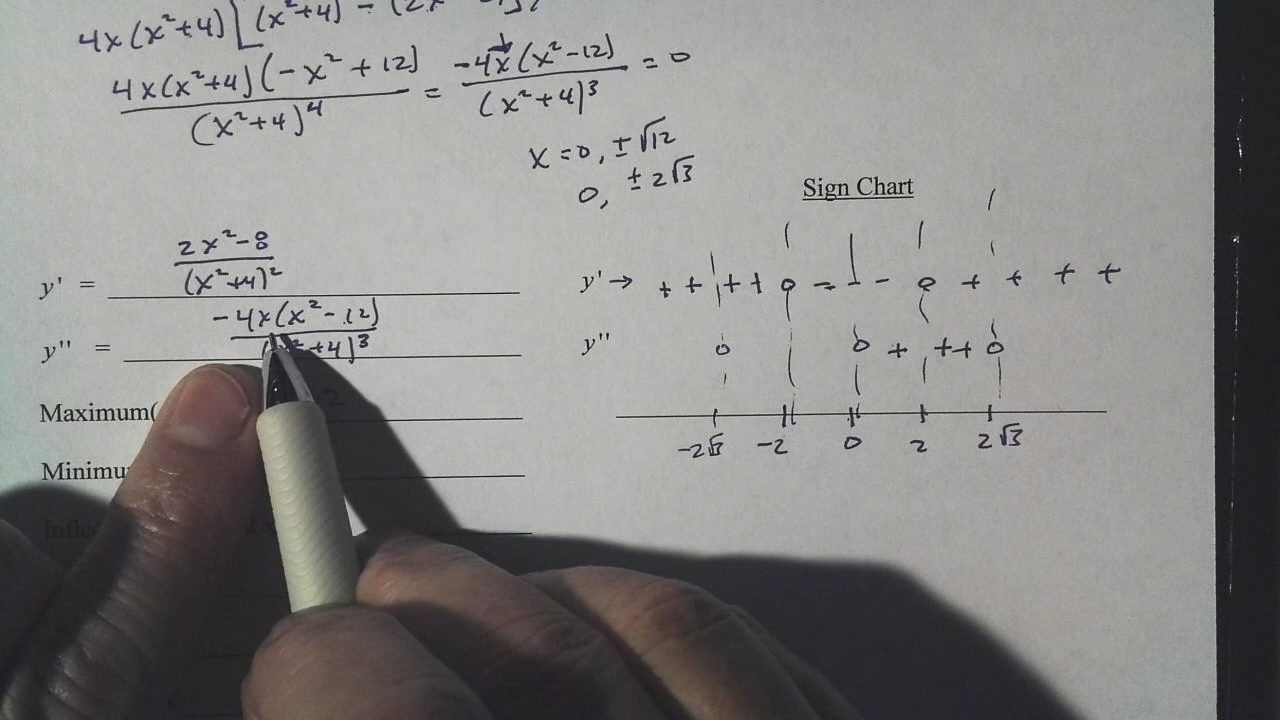 4x(x²+4)[(x²+4) - (2x²
4x(x²+4)(-x²+12) / (x²+4)⁴ = -4x(x²-12) / (x²+4)³ = 0
x = 0, ±√12
0, ±2√3
Sign Chart
y' = 2x²-8 / (x²+4)²
y' → + + + + 0 - - - 0 + + + +
y'' = -4x(x²-12) / (x²+4)³
y'' 0 0 + + + 0
Maximum( 2
-2√3 -2 0 2 2√3